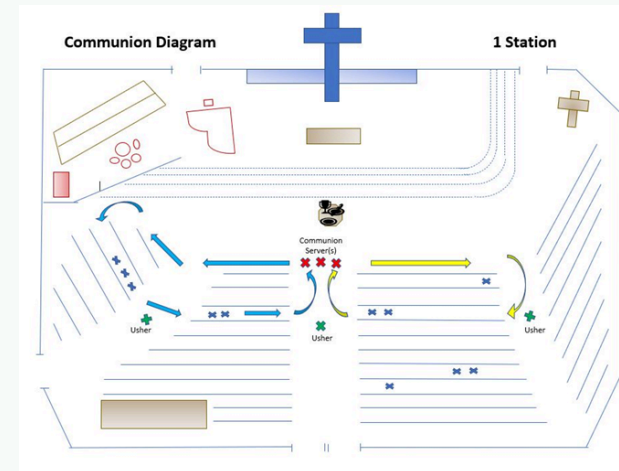 Communion Diagram
1 Station
Communion
Server(s)
Usher
Usher
Usher